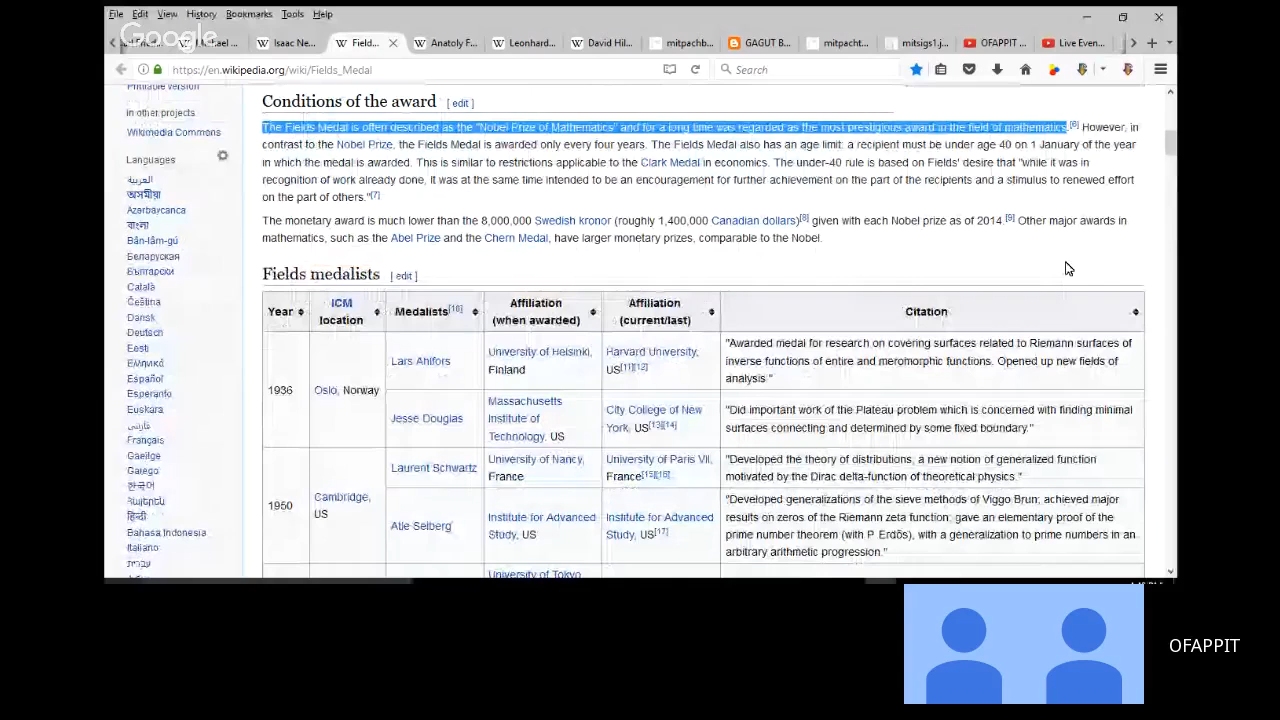 File Edit View History Bookmarks Tools Help
Google
Michael ... Isaac Ne... Field... Anatoly F... Leonhard... David Hil... mitpachb... GAGUT B... mitpacht... mitsigs1.j... OFAPPIT ... Live Even...
https://en.wikipedia.org/wiki/Fields_Medal
Search
Printable version
In other projects
Wikimedia Commons
Languages
العربية
অসমীয়া
Azərbaycanca
বাংলা
Bân-lâm-gú
Беларуская
Български
Català
Čeština
Dansk
Deutsch
Eesti
Ελληνικά
Español
Esperanto
Euskara
فارسی
Français
Gaeilge
Galego
한국어
Հայերեն
हिन्दी
Bahasa Indonesia
Italiano
עברית
Conditions of the award [ edit ]
The Fields Medal is often described as the "Nobel Prize of Mathematics" and for a long time was regarded as the most prestigious award in the field of mathematics.[6] However, in
contrast to the Nobel Prize, the Fields Medal is awarded only every four years. The Fields Medal also has an age limit: a recipient must be under age 40 on 1 January of the year
in which the medal is awarded. This is similar to restrictions applicable to the Clark Medal in economics. The under-40 rule is based on Fields' desire that "while it was in
recognition of work already done, it was at the same time intended to be an encouragement for further achievement on the part of the recipients and a stimulus to renewed effort
on the part of others."[7]
The monetary award is much lower than the 8,000,000 Swedish kronor (roughly 1,400,000 Canadian dollars)[8] given with each Nobel prize as of 2014.[9] Other major awards in
mathematics, such as the Abel Prize and the Chern Medal, have larger monetary prizes, comparable to the Nobel.
Fields medalists [ edit ]
Year ICM location Medalists[10] Affiliation (when awarded) Affiliation (current/last) Citation
1936 Oslo, Norway
Lars Ahlfors University of Helsinki, Finland Harvard University, US[11][12]
"Awarded medal for research on covering surfaces related to Riemann surfaces of
inverse functions of entire and meromorphic functions. Opened up new fields of
analysis."
Jesse Douglas Massachusetts Institute of Technology, US City College of New York, US[13][14]
"Did important work of the Plateau problem which is concerned with finding minimal
surfaces connecting and determined by some fixed boundary."
1950 Cambridge, US
Laurent Schwartz University of Nancy, France University of Paris VII, France[15][16]
"Developed the theory of distributions, a new notion of generalized function
motivated by the Dirac delta-function of theoretical physics."
Atle Selberg Institute for Advanced Study, US Institute for Advanced Study, US[17]
"Developed generalizations of the sieve methods of Viggo Brun; achieved major
results on zeros of the Riemann zeta function; gave an elementary proof of the
prime number theorem (with P. Erdős), with a generalization to prime numbers in an
arbitrary arithmetic progression."
University of Tokyo
OFAPPIT